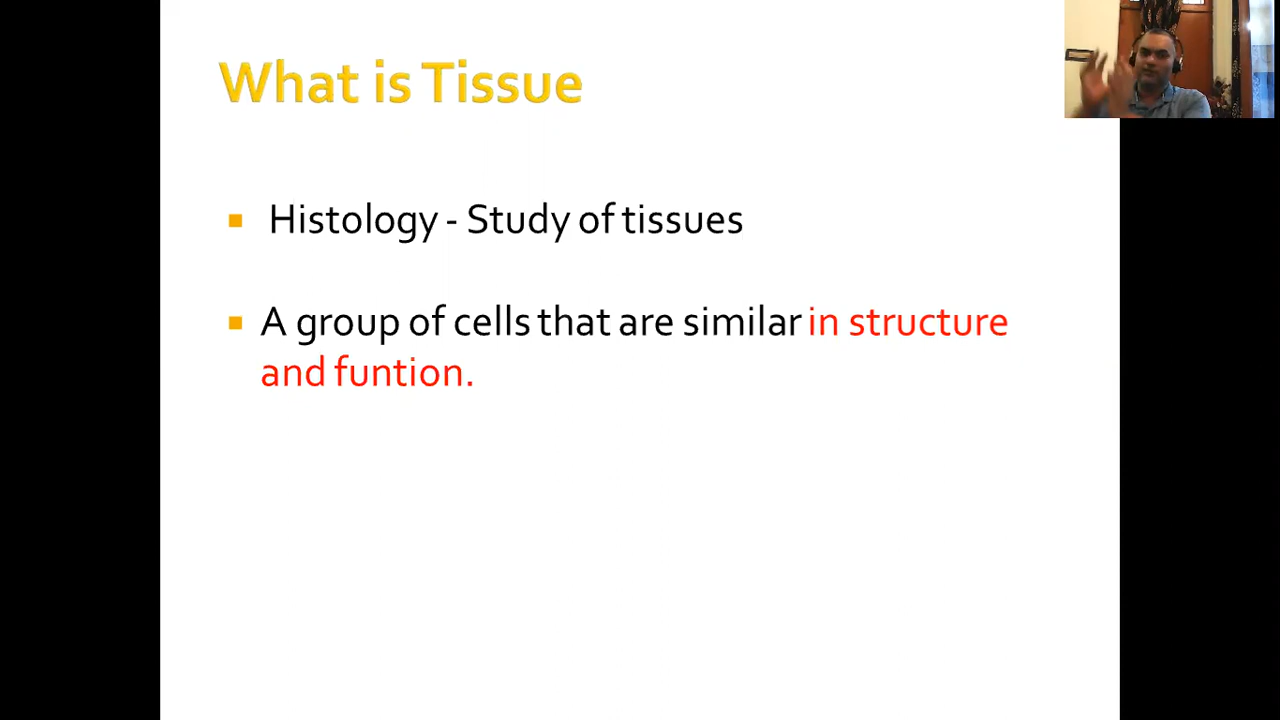 What is Tissue
Histology - Study of tissues
A group of cells that are similar in structure
and funtion.